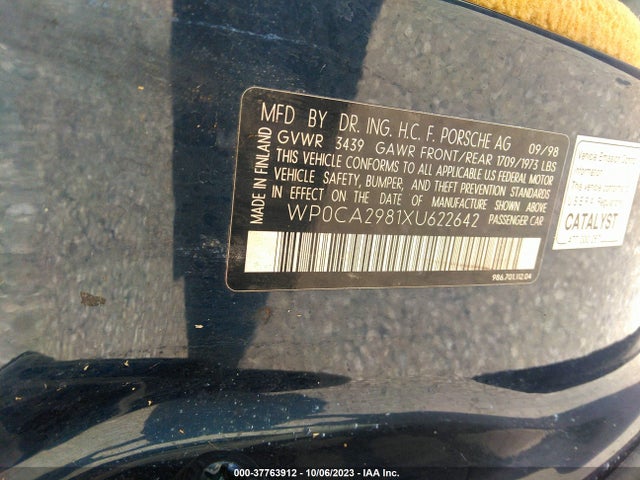 MFD BY DR. ING. H.C. F. PORSCHE AG 09/98
GVWR 3439 GAWR FRONT/REAR 1709/1973 LBS
THIS VEHICLE CONFORMS TO ALL APPLICABLE US FEDERAL MOTOR
VEHICLE SAFETY, BUMPER, AND THEFT PREVENTION STANDARDS
IN EFFECT ON THE DATE OF MANUFACTURE SHOWN ABOVE
WP0CA2981XU622642 PASSENGER CAR
MADE IN FINLAND
986.701.112.04
Vehicle Emission
CATALYST
000-37763912 - 10/06/2023 - IAA Inc.